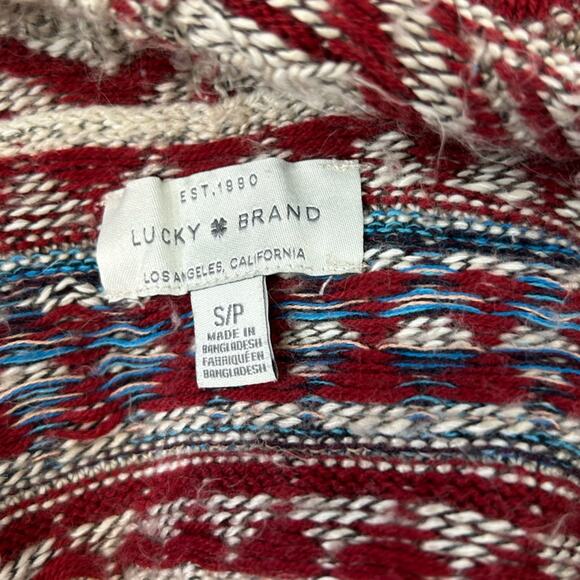 EST. 1990
LUCKY BRAND
LOS ANGELES, CALIFORNIA
S/P
MADE IN
BANGLADESH
FABRIQUÉ EN
BANGLADESH